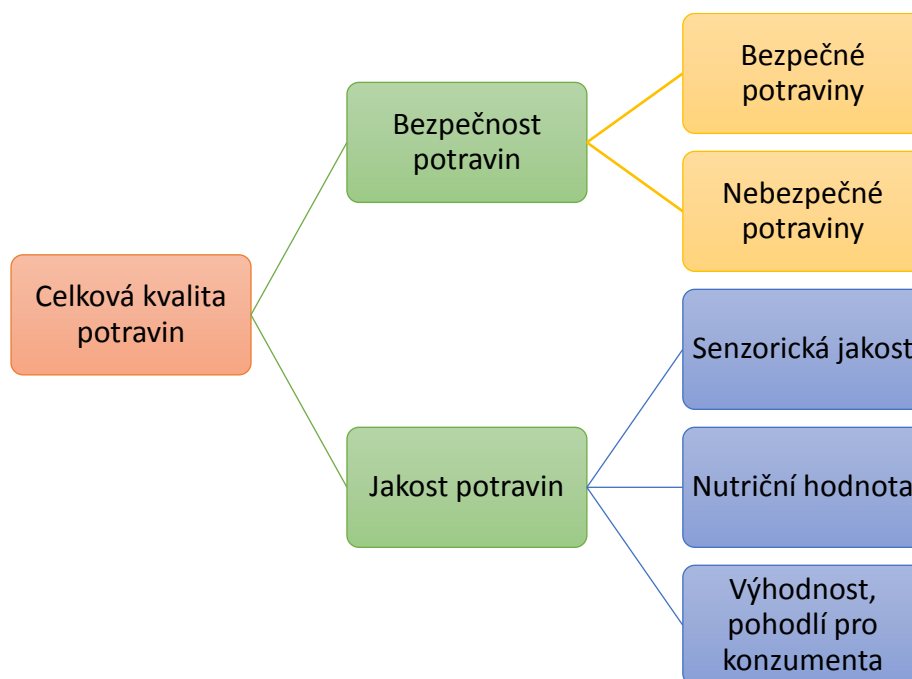 Bezpečné
potraviny
Bezpečnost
potravin
Nebezpečné
potraviny
Celková kvalita
potravin
Senzorická jakost
Jakost potravin
Nutriční hodnota
Výhodnost,
pohodlí pro
konzumenta